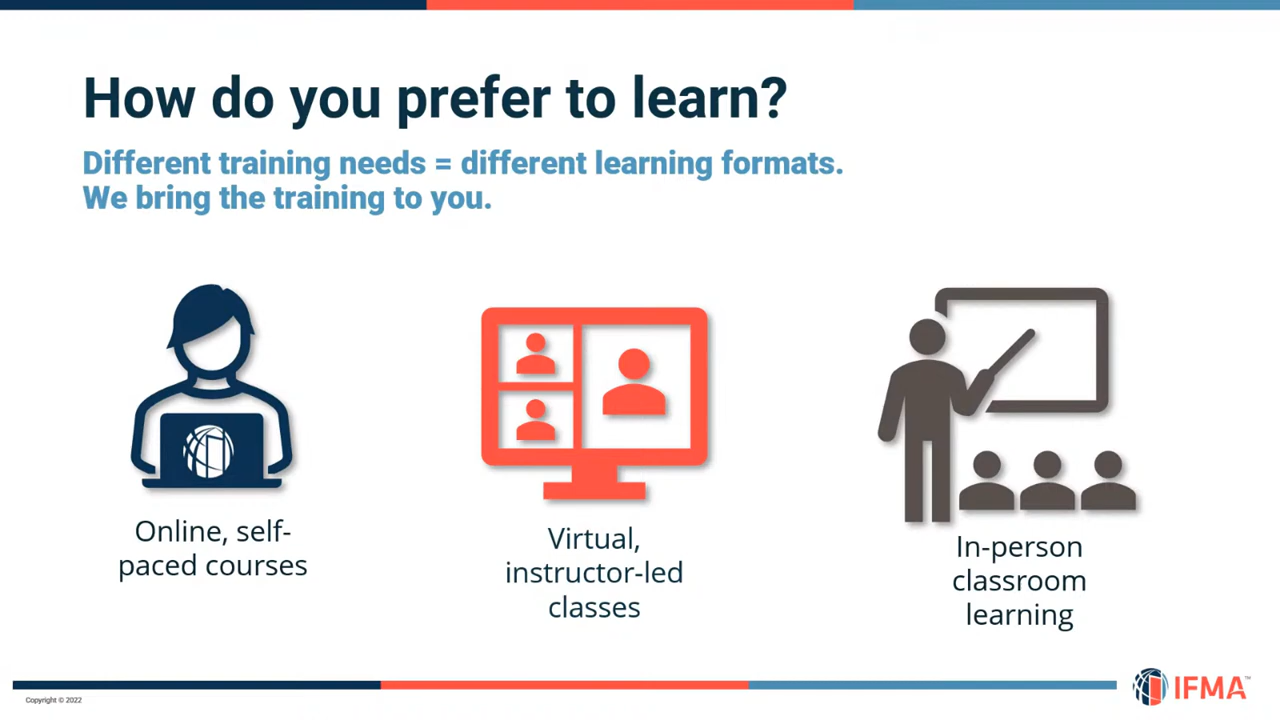 How do you prefer to learn?
Different training needs = different learning formats.
We bring the training to you.
Online, self-
paced courses
Virtual,
instructor-led
classes
In-person
classroom
learning
Copyright © 2022
IFMA™